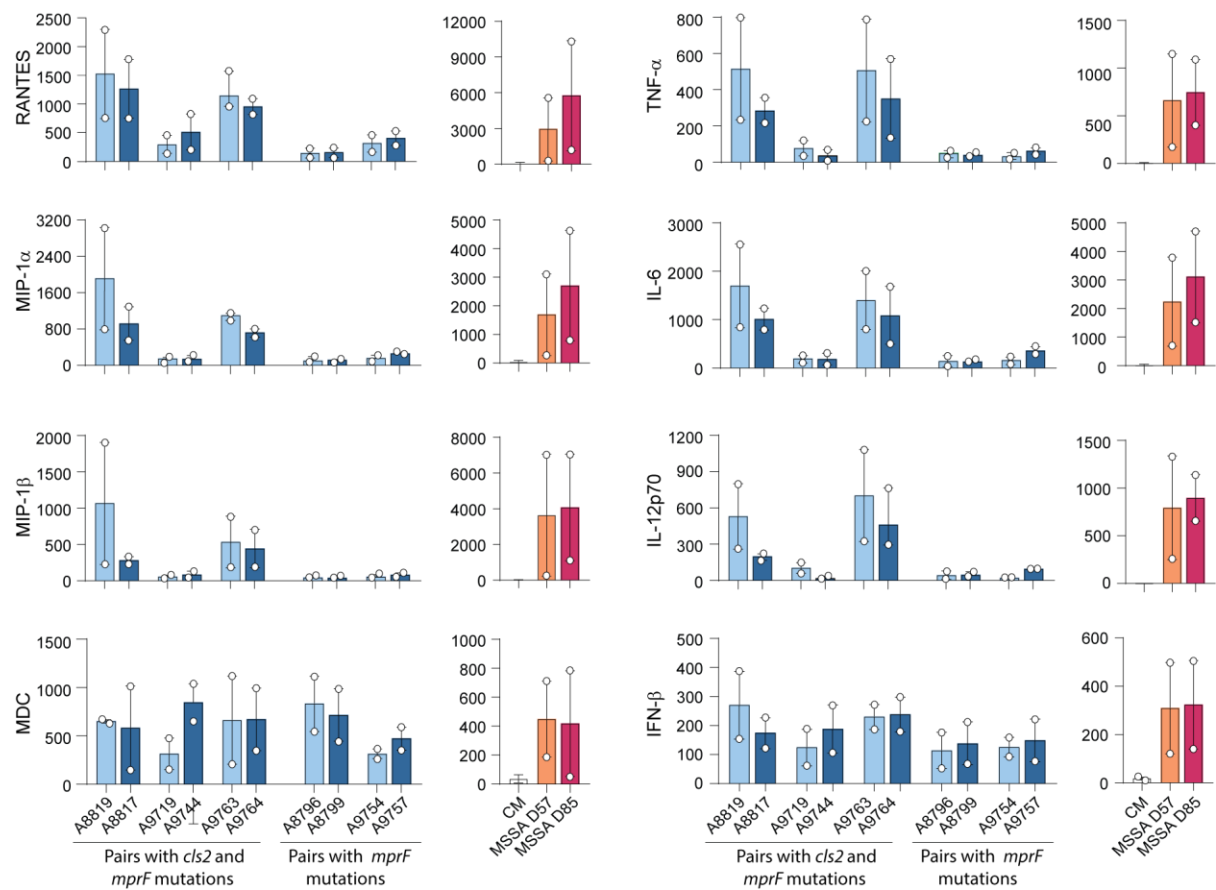 RANTES
2500
2000
1500
1000
500
0
12000
9000
6000
3000
0
TNF-α
800
600
400
200
0
1500
1000
500
0
MIP-1α
3200
2400
1600
800
0
5000
4000
3000
2000
1000
0
IL-6
3000
2000
1000
0
5000
4000
3000
2000
1000
0
MIP-1β
2000
1500
1000
500
0
8000
6000
4000
2000
0
IL-12p70
1200
900
600
300
0
1500
1000
500
0
MDC
1500
1000
500
0
1000
800
600
400
200
0
IFN-β
500
400
300
200
100
0
600
400
200
0
A8819
A8817
A9719
A9744
A9763
A9764
A8796
A8799
A9754
A9757
CM
MSSA D57
MSSA D85
Pairs with cls2 and
mprF mutations
Pairs with mprF
mutations
A8819
A8817
A9719
A9744
A9763
A9764
A8796
A8799
A9754
A9757
CM
MSSA D57
MSSA D85
Pairs with cls2 and
mprF mutations
Pairs with mprF
mutations